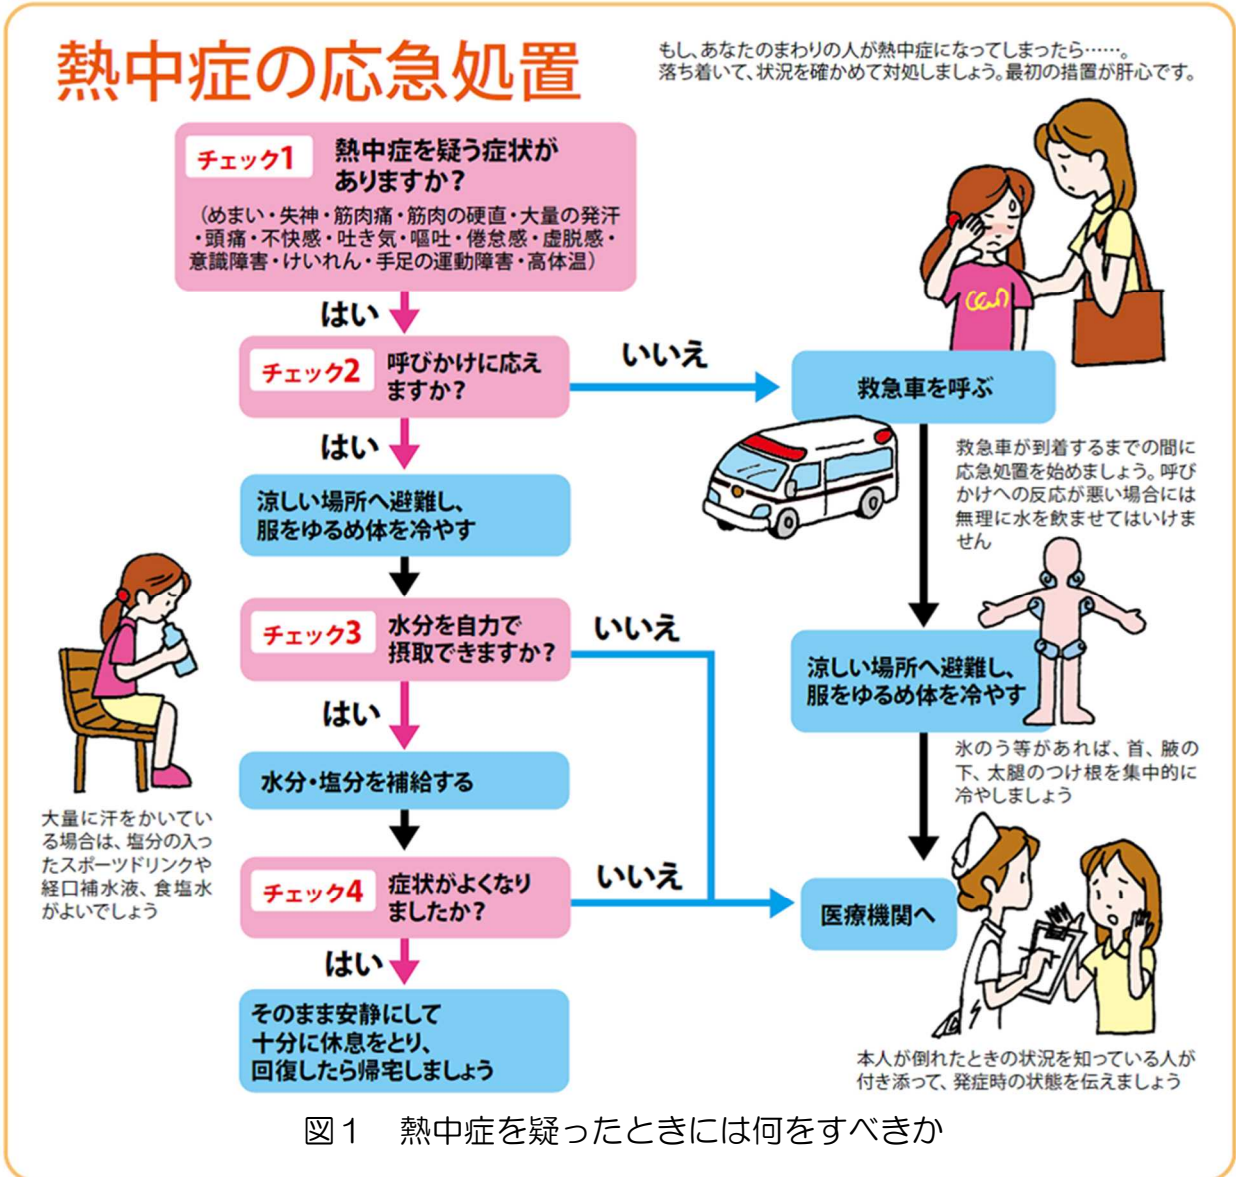 熱中症の応急処置
もし、あなたのまわりの人が熱中症になってしまったら……。
落ち着いて、状況を確かめて対処しましょう。最初の措置が肝心です。
チェック1
熱中症を疑う症状が
ありますか？
（めまい・失神・筋肉痛・筋肉の硬直・大量の発汗
・頭痛・不快感・吐き気・嘔吐・倦怠感・虚脱感・
意識障害・けいれん・手足の運動障害・高体温）
はい
チェック2
呼びかけに応え
ますか？
いいえ
救急車を呼ぶ
救急車が到着するまでの間に
応急処置を始めましょう。呼び
かけへの反応が悪い場合には
無理に水を飲ませてはいけま
せん
はい
涼しい場所へ避難し、
服をゆるめ体を冷やす
チェック3
水分を自力で
摂取できますか？
いいえ
涼しい場所へ避難し、
服をゆるめ体を冷やす
氷のう等があれば、首、腋の
下、太腿のつけ根を集中的に
冷やしましょう
はい
水分・塩分を補給する
大量に汗をかいてい
る場合は、塩分の入っ
たスポーツドリンクや
経口補水液、食塩水
がよいでしょう
チェック4
症状がよくなり
ましたか？
いいえ
医療機関へ
はい
そのまま安静にして
十分に休息をとり、
回復したら帰宅しましょう
本人が倒れたときの状況を知っている人が
付き添って、発症時の状態を伝えましょう
図１　熱中症を疑ったときには何をすべきか